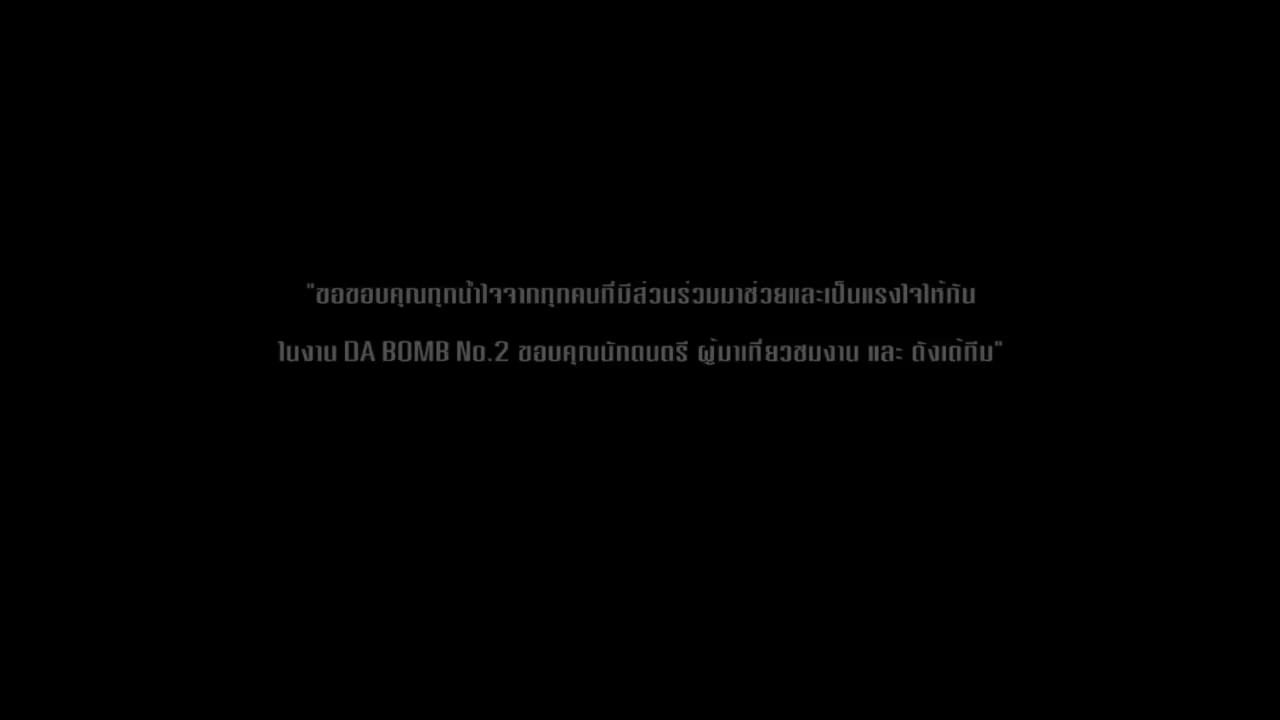 "ขอขอบคุณทุกน้ำใจจากทุกคนที่มีส่วนร่วมมาช่วยและเป็นแรงใจให้กัน
ในงาน DA BOMB No.2 ขอบคุณนักดนตรี ผู้มาเที่ยวชมงาน และ ดังเด้ทีม"